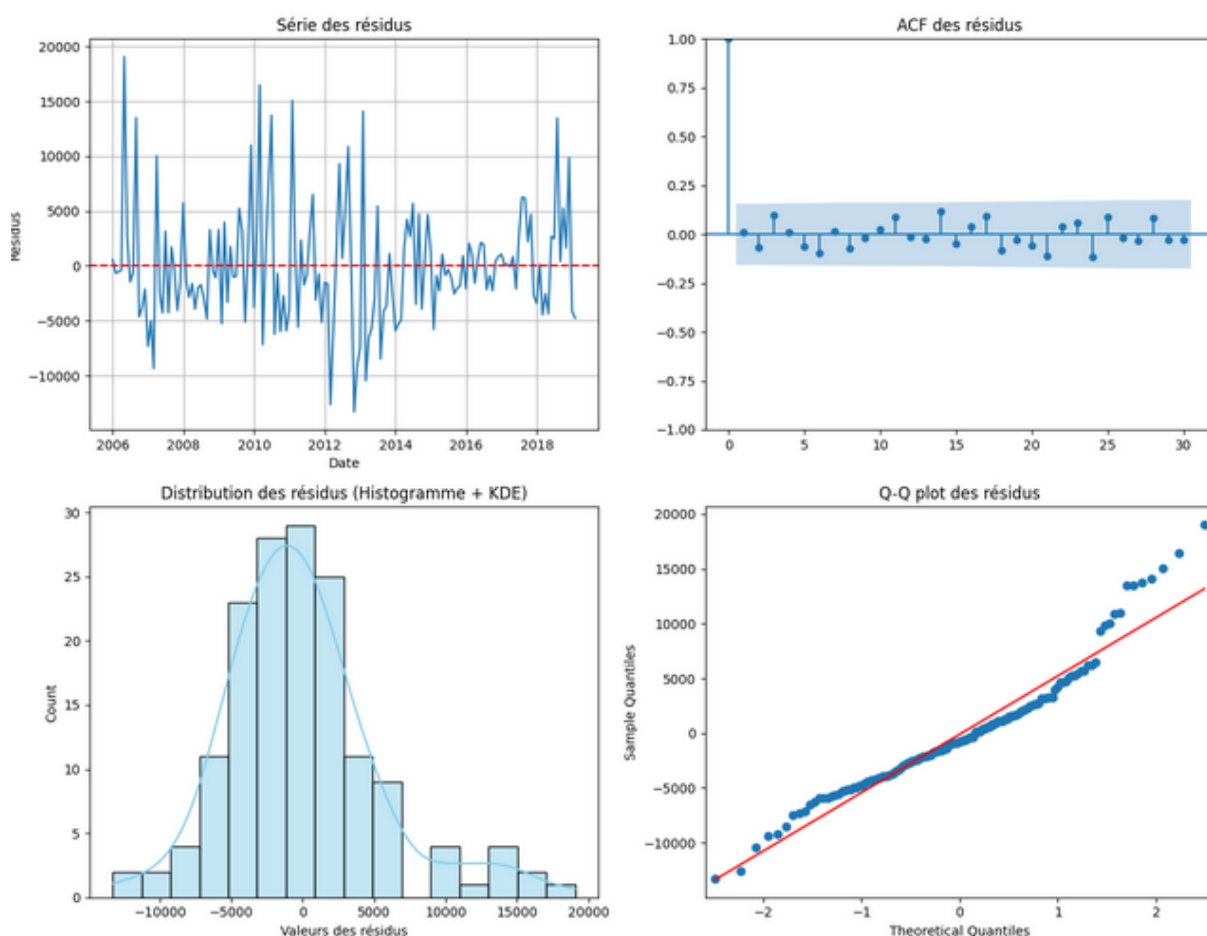 Série des résidus
20000
15000
10000
5000
0
−5000
−10000
Résidus
2006 2008 2010 2012 2014 2016 2018
Date
ACF des résidus
1.00
0.75
0.50
0.25
0.00
−0.25
−0.50
−0.75
−1.00
0 5 10 15 20 25 30
Distribution des résidus (Histogramme + KDE)
30
25
20
15
10
5
0
Count
−10000 −5000 0 5000 10000 15000 20000
Valeurs des résidus
Q-Q plot des résidus
20000
15000
10000
5000
0
−5000
−10000
Sample Quantiles
−2 −1 0 1 2
Theoretical Quantiles